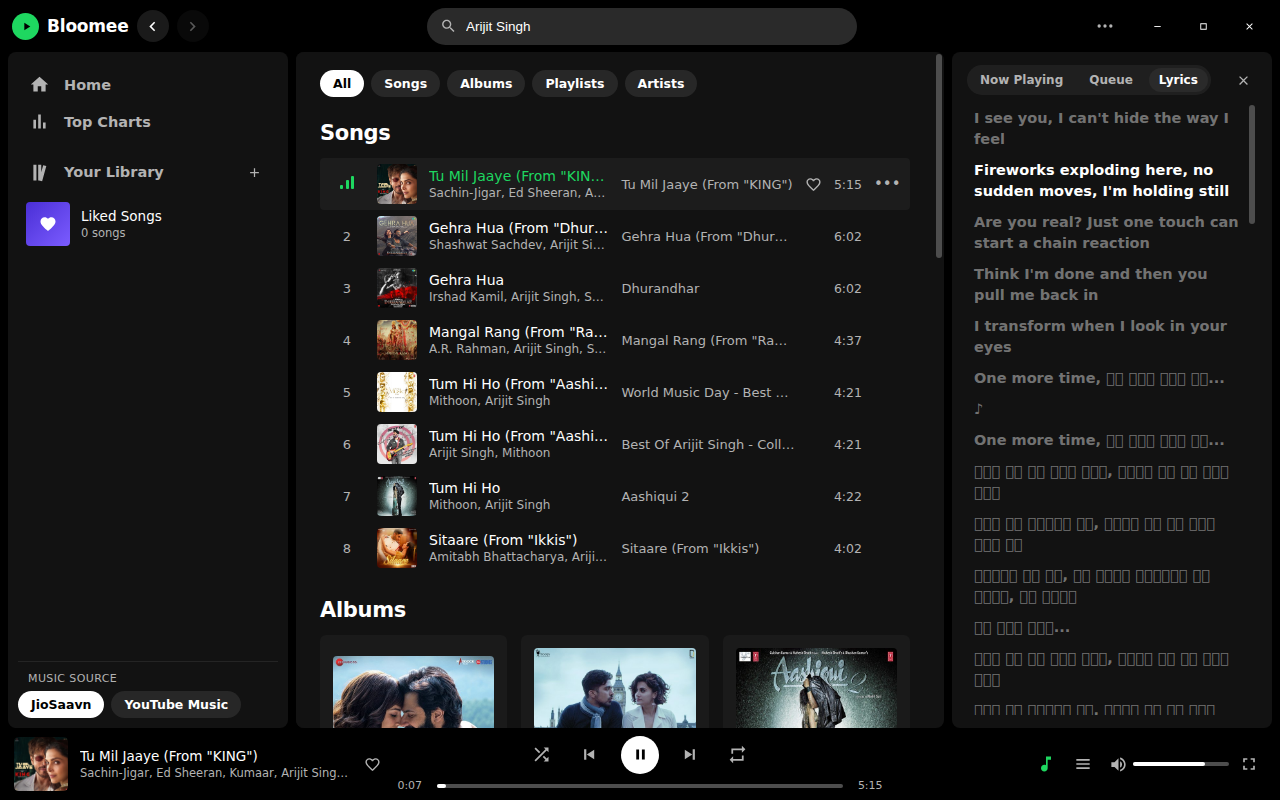 Bloomee
Arijit Singh
Home
Top Charts
Your Library
Liked Songs
0 songs
MUSIC SOURCE
JioSaavn
YouTube Music
All
Songs
Albums
Playlists
Artists
Songs
Tu Mil Jaaye (From "KIN...
Sachin-Jigar, Ed Sheeran, A...
Tu Mil Jaaye (From "KING")
5:15
2
Gehra Hua (From "Dhur...
Shashwat Sachdev, Arijit Si...
Gehra Hua (From "Dhur...
6:02
3
Gehra Hua
Irshad Kamil, Arijit Singh, S...
Dhurandhar
6:02
4
Mangal Rang (From "Ra...
A.R. Rahman, Arijit Singh, S...
Mangal Rang (From "Ra...
4:37
5
Tum Hi Ho (From "Aashi...
Mithoon, Arijit Singh
World Music Day - Best ...
4:21
6
Tum Hi Ho (From "Aashi...
Arijit Singh, Mithoon
Best Of Arijit Singh - Coll...
4:21
7
Tum Hi Ho
Mithoon, Arijit Singh
Aashiqui 2
4:22
8
Sitaare (From "Ikkis")
Amitabh Bhattacharya, Ariji...
Sitaare (From "Ikkis")
4:02
Albums
Aashiqui 2
Now Playing
Queue
Lyrics
I see you, I can't hide the way I
feel
Fireworks exploding here, no
sudden moves, I'm holding still
Are you real? Just one touch can
start a chain reaction
Think I'm done and then you
pull me back in
I transform when I look in your
eyes
One more time,
One more time,
Tu Mil Jaaye (From "KING")
Sachin-Jigar, Ed Sheeran, Kumaar, Arijit Sing...
0:07
5:15